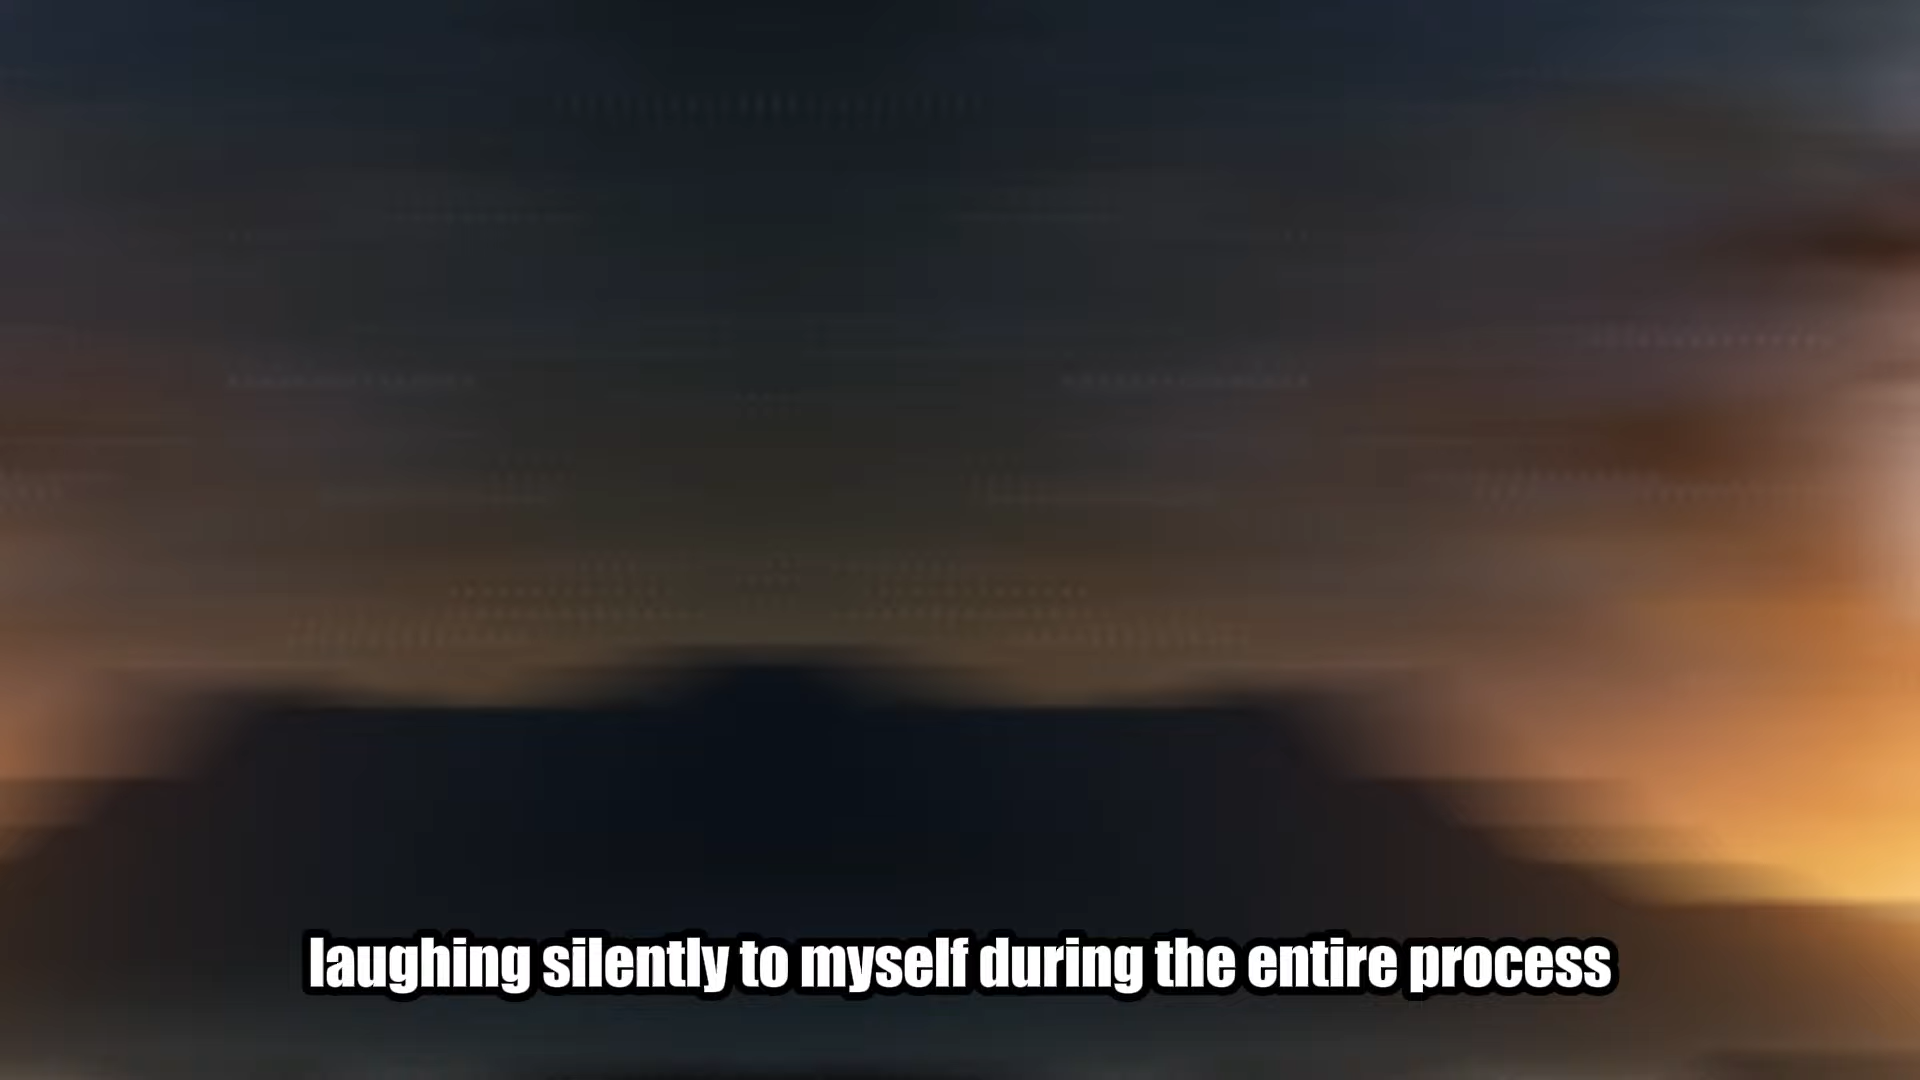 laughing silently to myself during the entire process